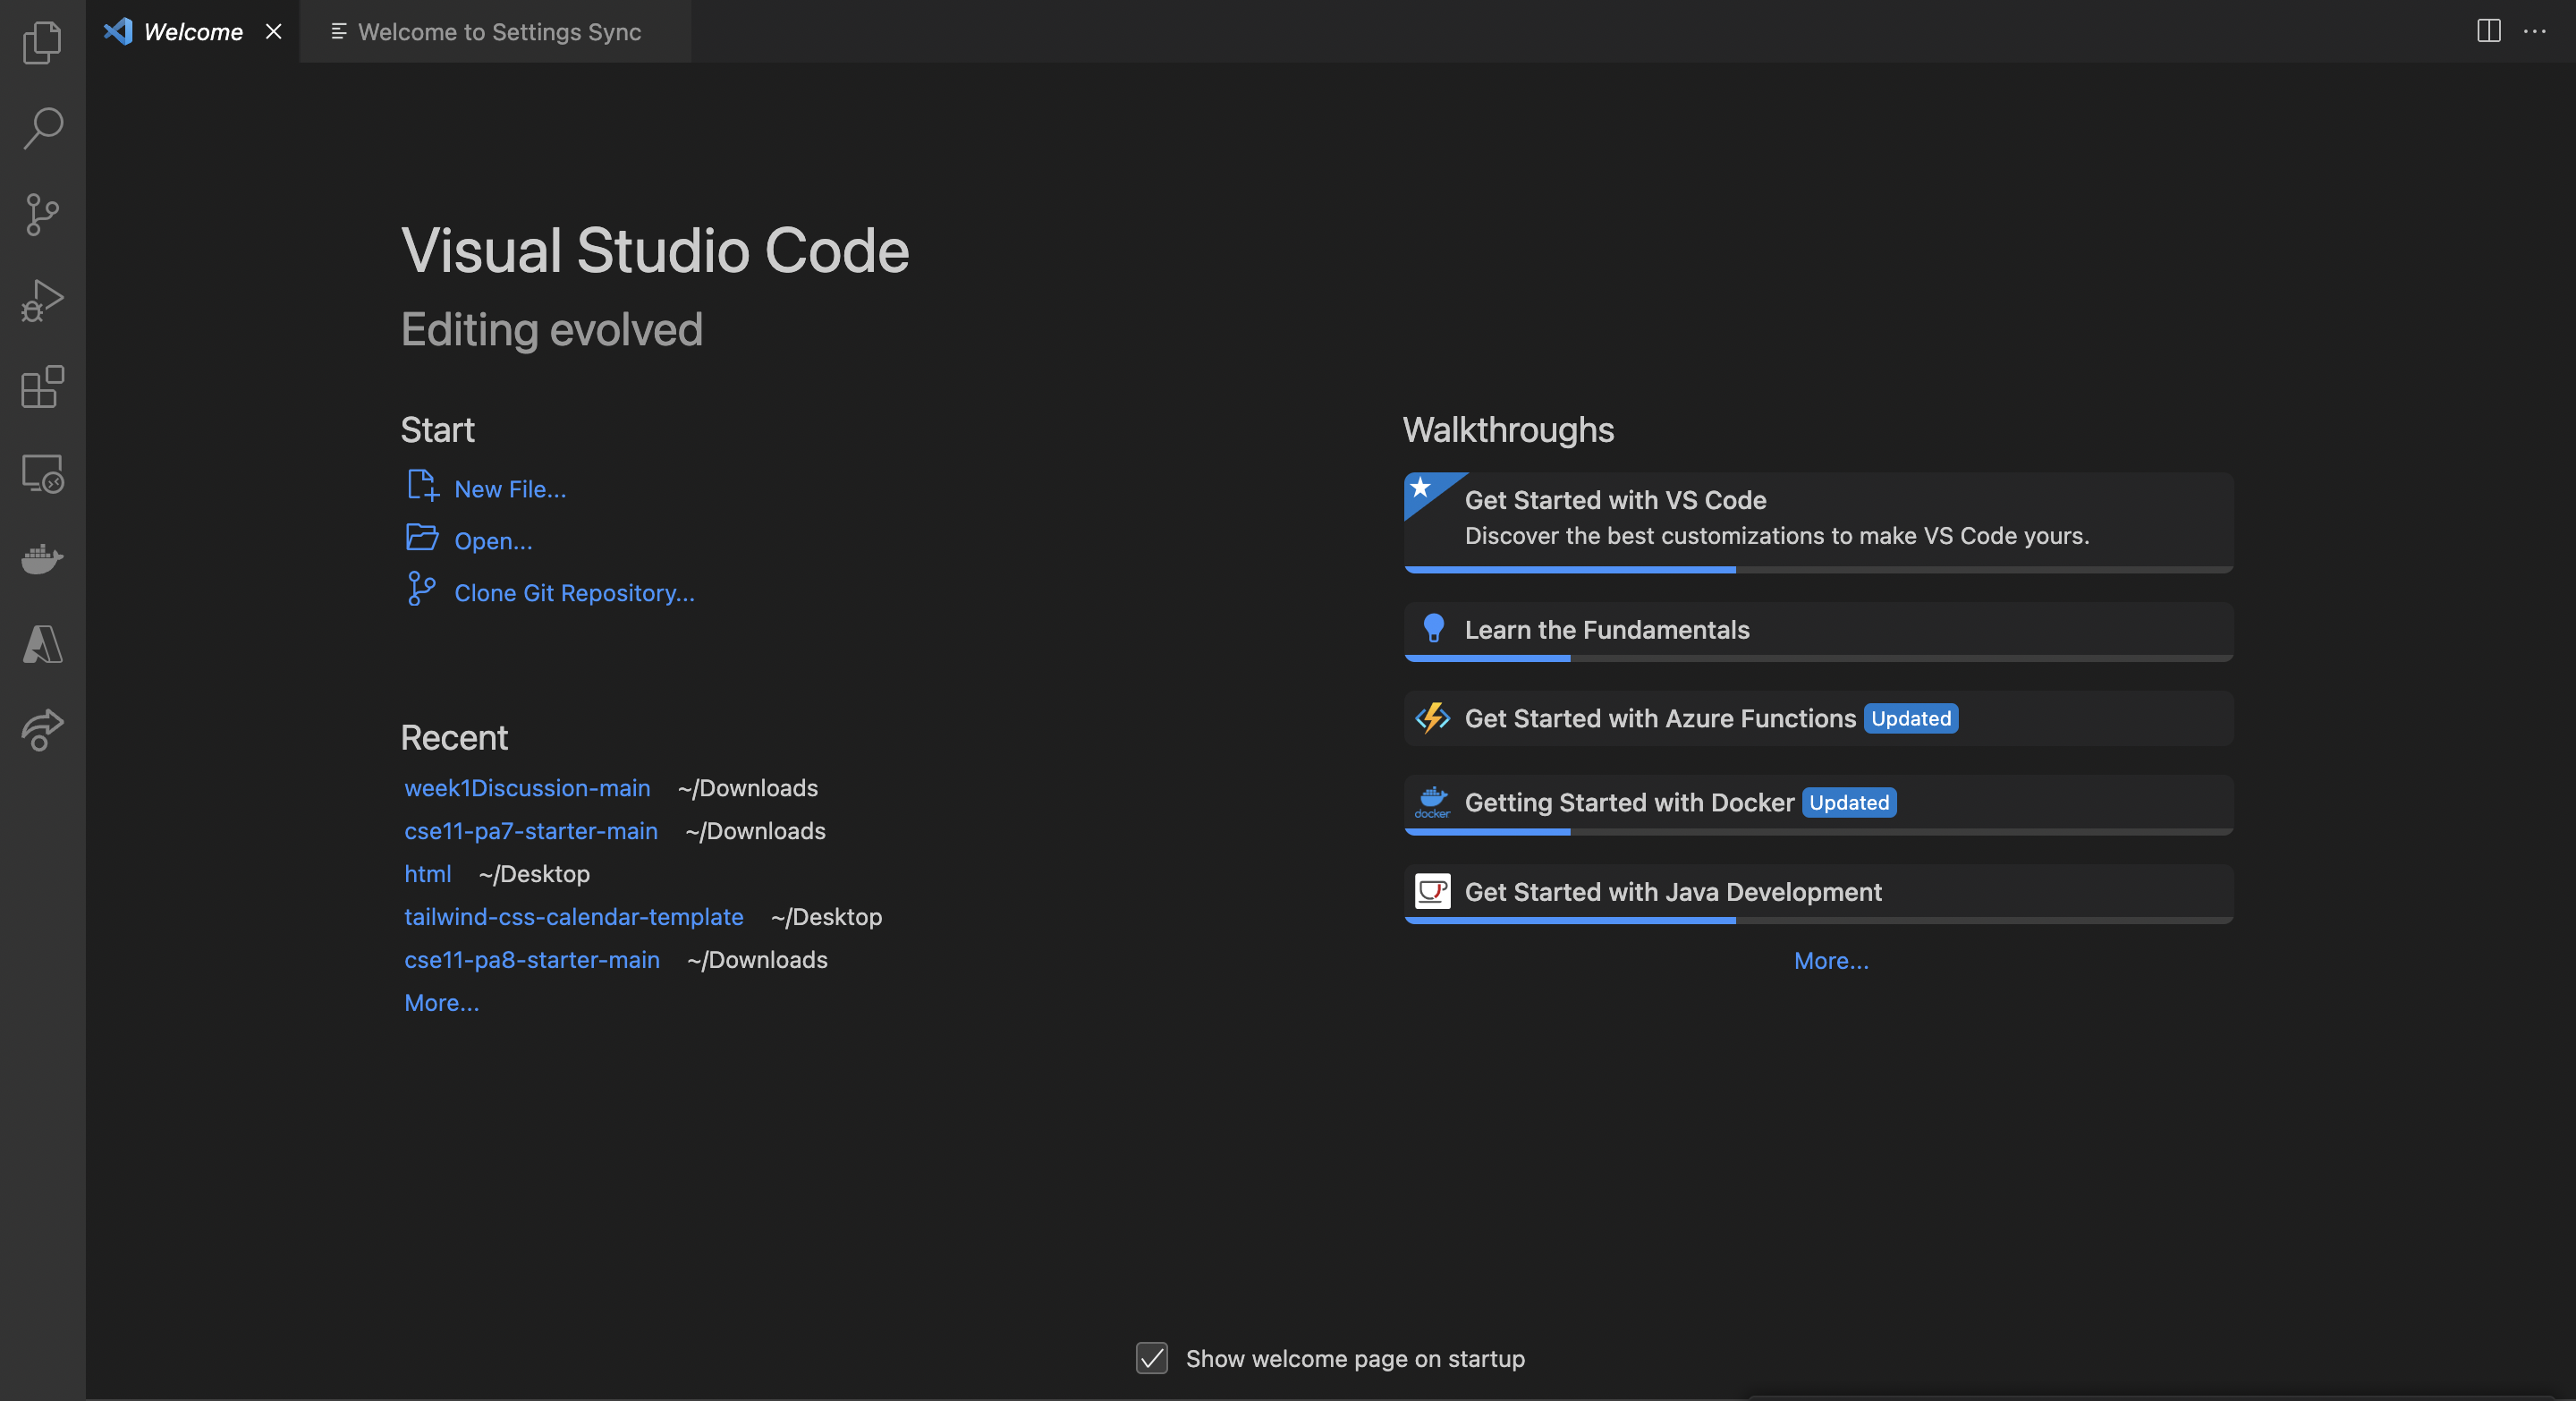 Welcome
Welcome to Settings Sync
Visual Studio Code
Editing evolved
Start
New File...
Open...
Clone Git Repository...
Recent
week1Discussion-main ~/Downloads
cse11-pa7-starter-main ~/Downloads
html ~/Desktop
tailwind-css-calendar-template ~/Desktop
cse11-pa8-starter-main ~/Downloads
More...
Walkthroughs
Get Started with VS Code
Discover the best customizations to make VS Code yours.
Learn the Fundamentals
Get Started with Azure Functions Updated
docker
Getting Started with Docker Updated
Get Started with Java Development
More...
Show welcome page on startup